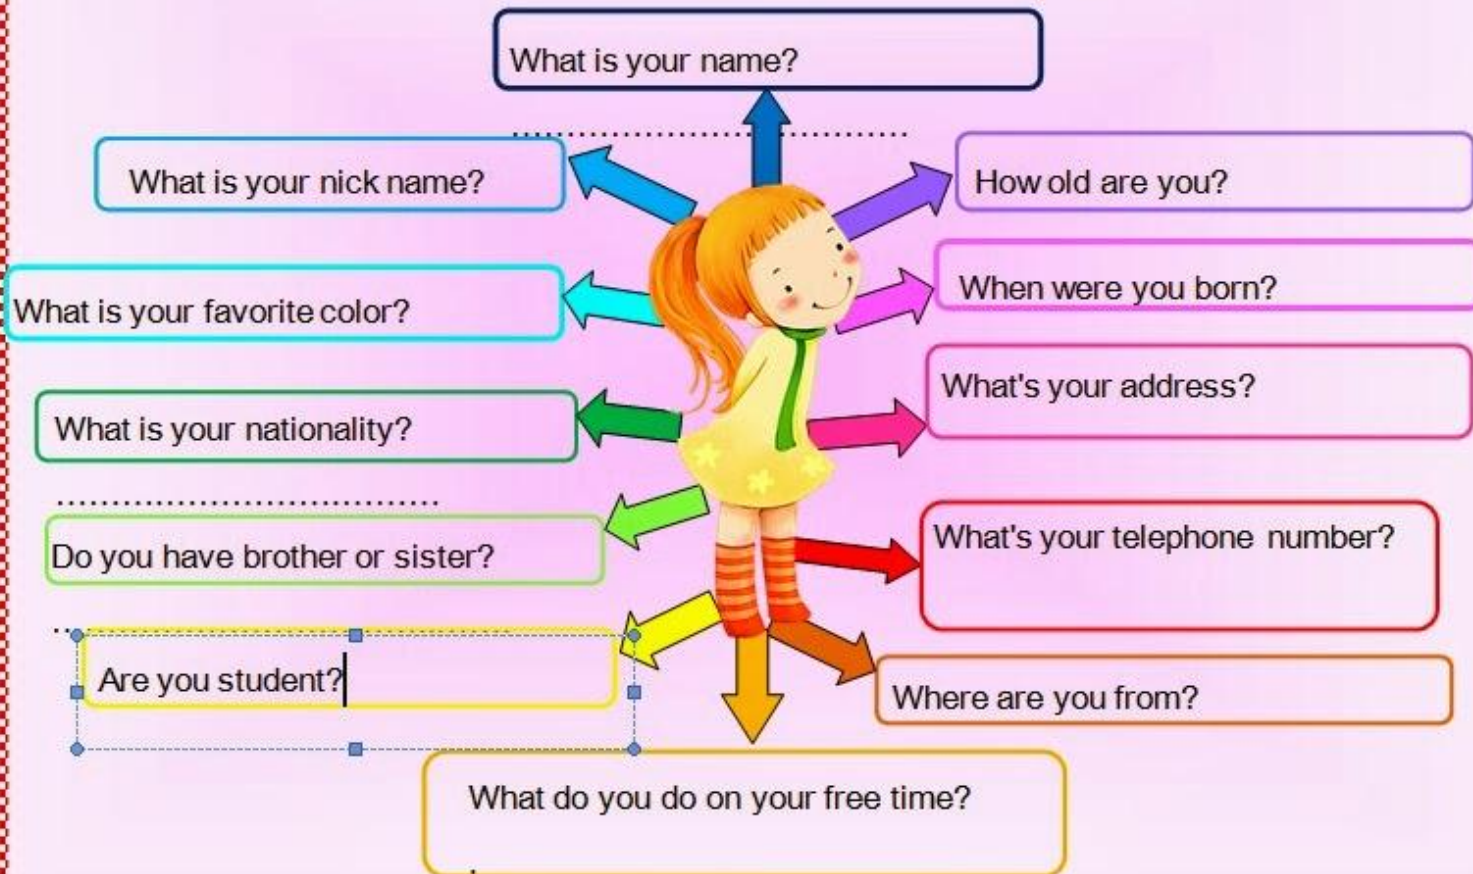 What is your name?
What is your nick name?
How old are you?
What is your favorite color?
When were you born?
What is your nationality?
What's your address?
Do you have brother or sister?
What's your telephone number?
Are you student?
Where are you from?
What do you do on your free time?